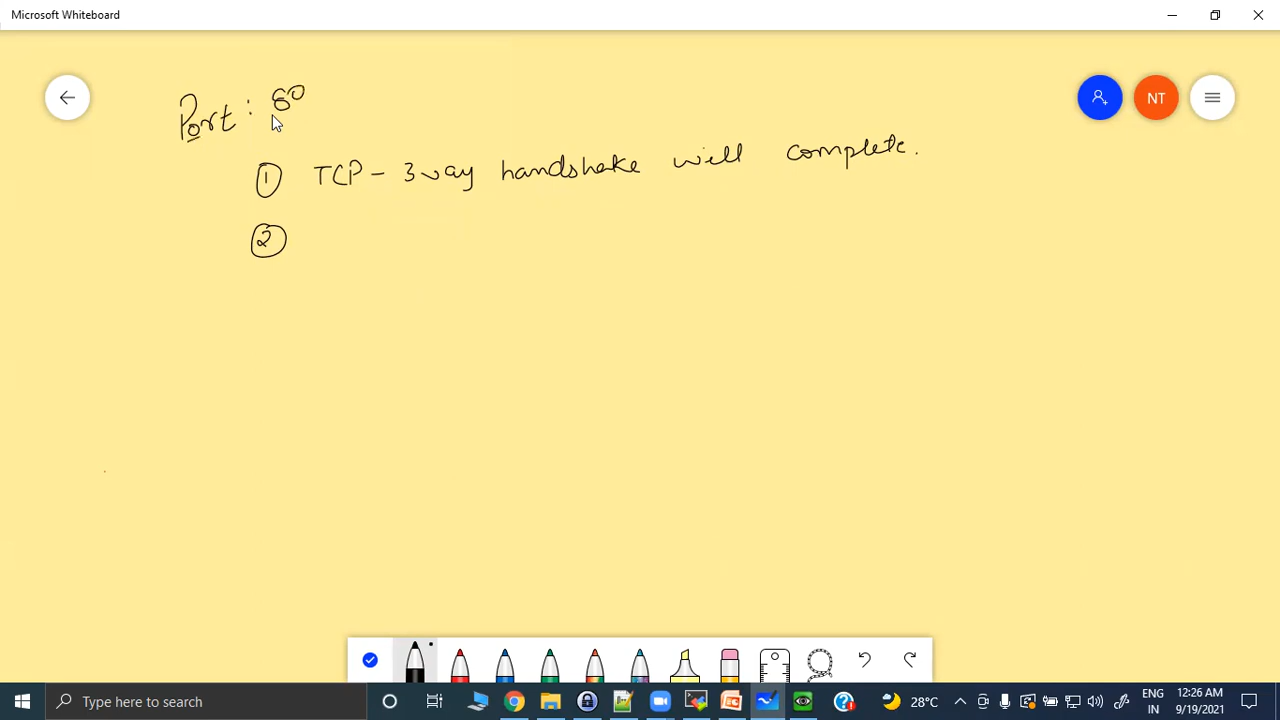 Microsoft Whiteboard
Port : 80
NT
① TCP - 3 way handshake will complete.
②
Type here to search
28°C
ENG
IN
12:26 AM
9/19/2021